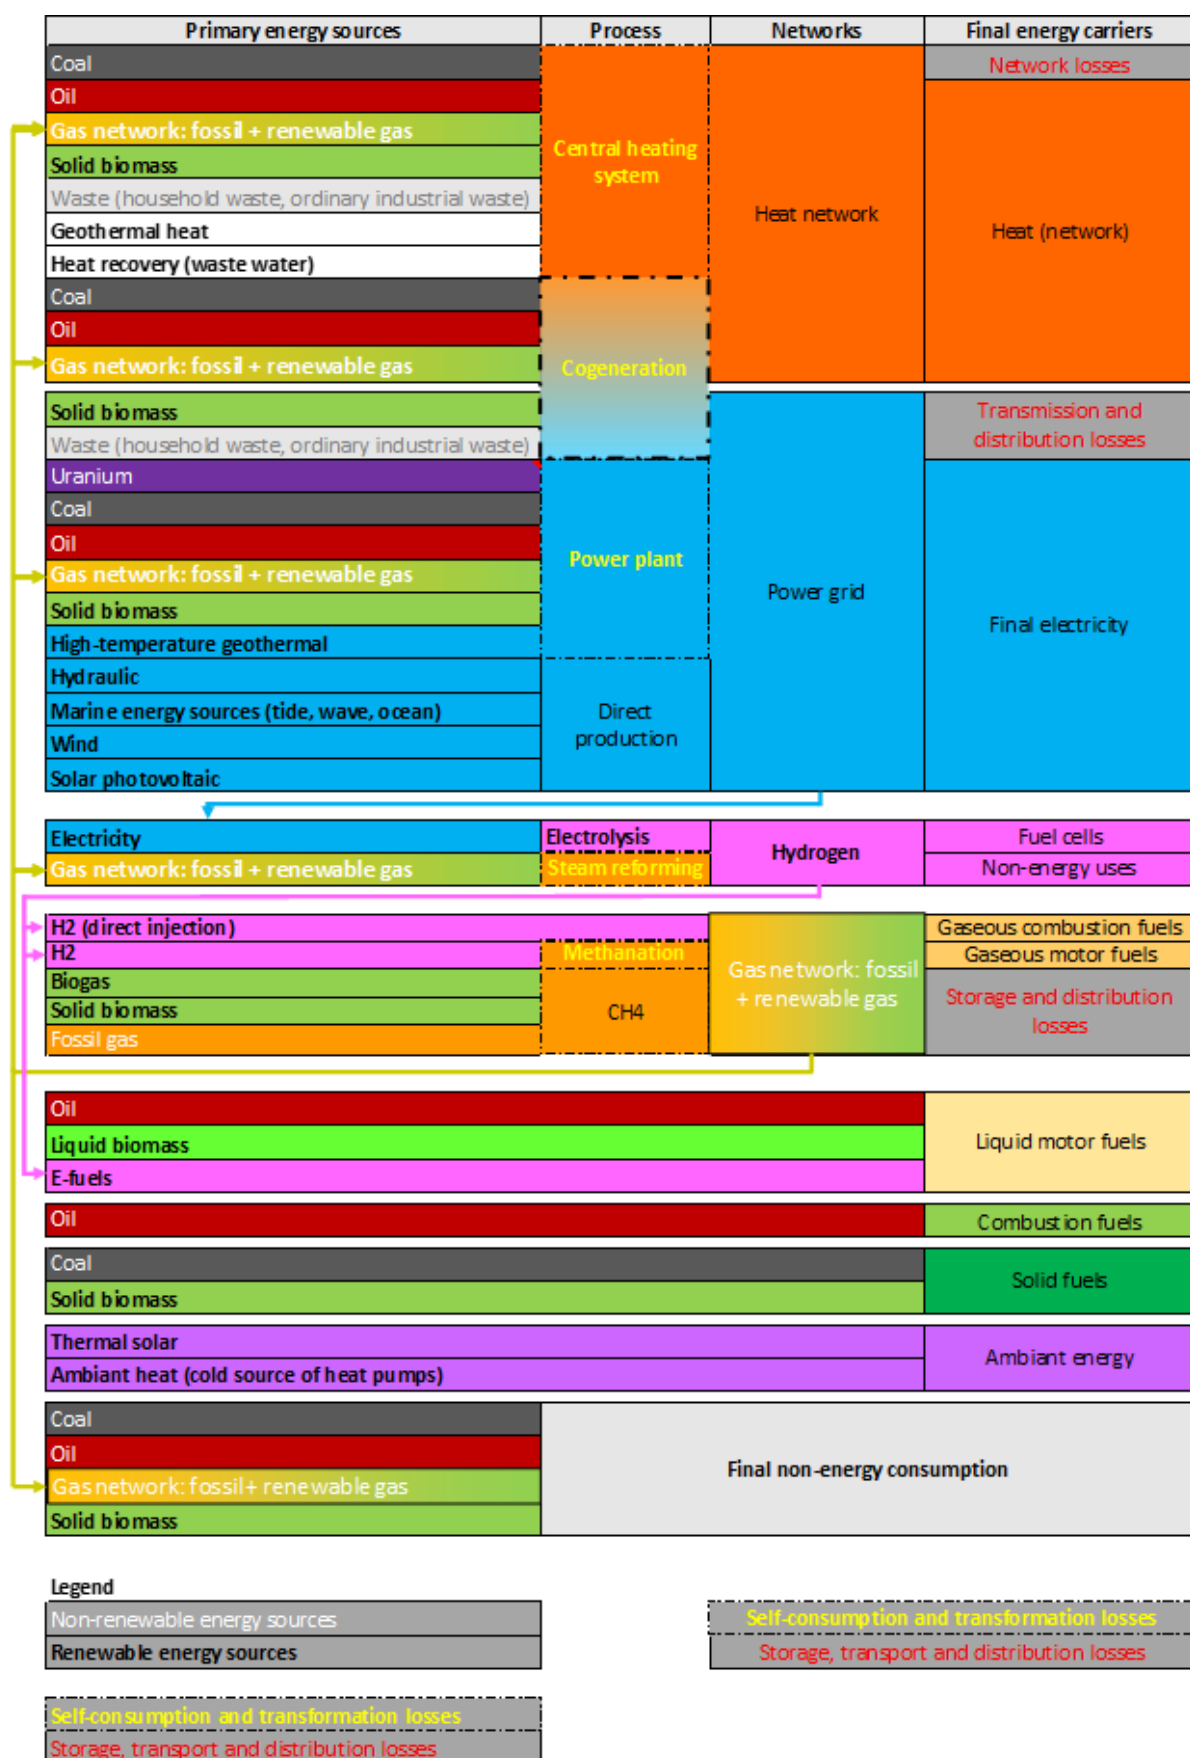 Primary energy sources Process Networks Final energy carriers
Coal
Network losses
Oil
Gas network: fossil + renewable gas
Solid biomass
Waste (household waste, ordinary industrial waste)
Geothermal heat
Heat recovery (waste water)
Central heating
system
Heat network
Heat (network)
Coal
Oil
Gas network: fossil + renewable gas
Cogeneration
Solid biomass
Waste (household waste, ordinary industrial waste)
Transmission and
distribution losses
Uranium
Coal
Oil
Gas network: fossil + renewable gas
Solid biomass
High-temperature geothermal
Power plant
Power grid
Final electricity
Hydraulic
Marine energy sources (tide, wave, ocean)
Wind
Solar photovoltaic
Direct
production
Electricity
Electrolysis
Hydrogen
Fuel cells
Gas network: fossil + renewable gas
Steam reforming
Non-energy uses
H2 (direct injection)
Gaseous combustion fuels
H2
Methanation
Gaseous motor fuels
Biogas
Solid biomass
Fossil gas
CH4
Gas network: fossil
+ renewable gas
Storage and distribution
losses
Oil
Liquid biomass
E-fuels
Liquid motor fuels
Oil
Combustion fuels
Coal
Solid biomass
Solid fuels
Thermal solar
Ambiant heat (cold source of heat pumps)
Ambiant energy
Coal
Oil
Gas network: fossil+ renewable gas
Solid biomass
Final non-energy consumption
Legend
Non-renewable energy sources
Renewable energy sources
Self-consumption and transformation losses
Storage, transport and distribution losses
Self-consumption and transformation losses
Storage, transport and distribution losses